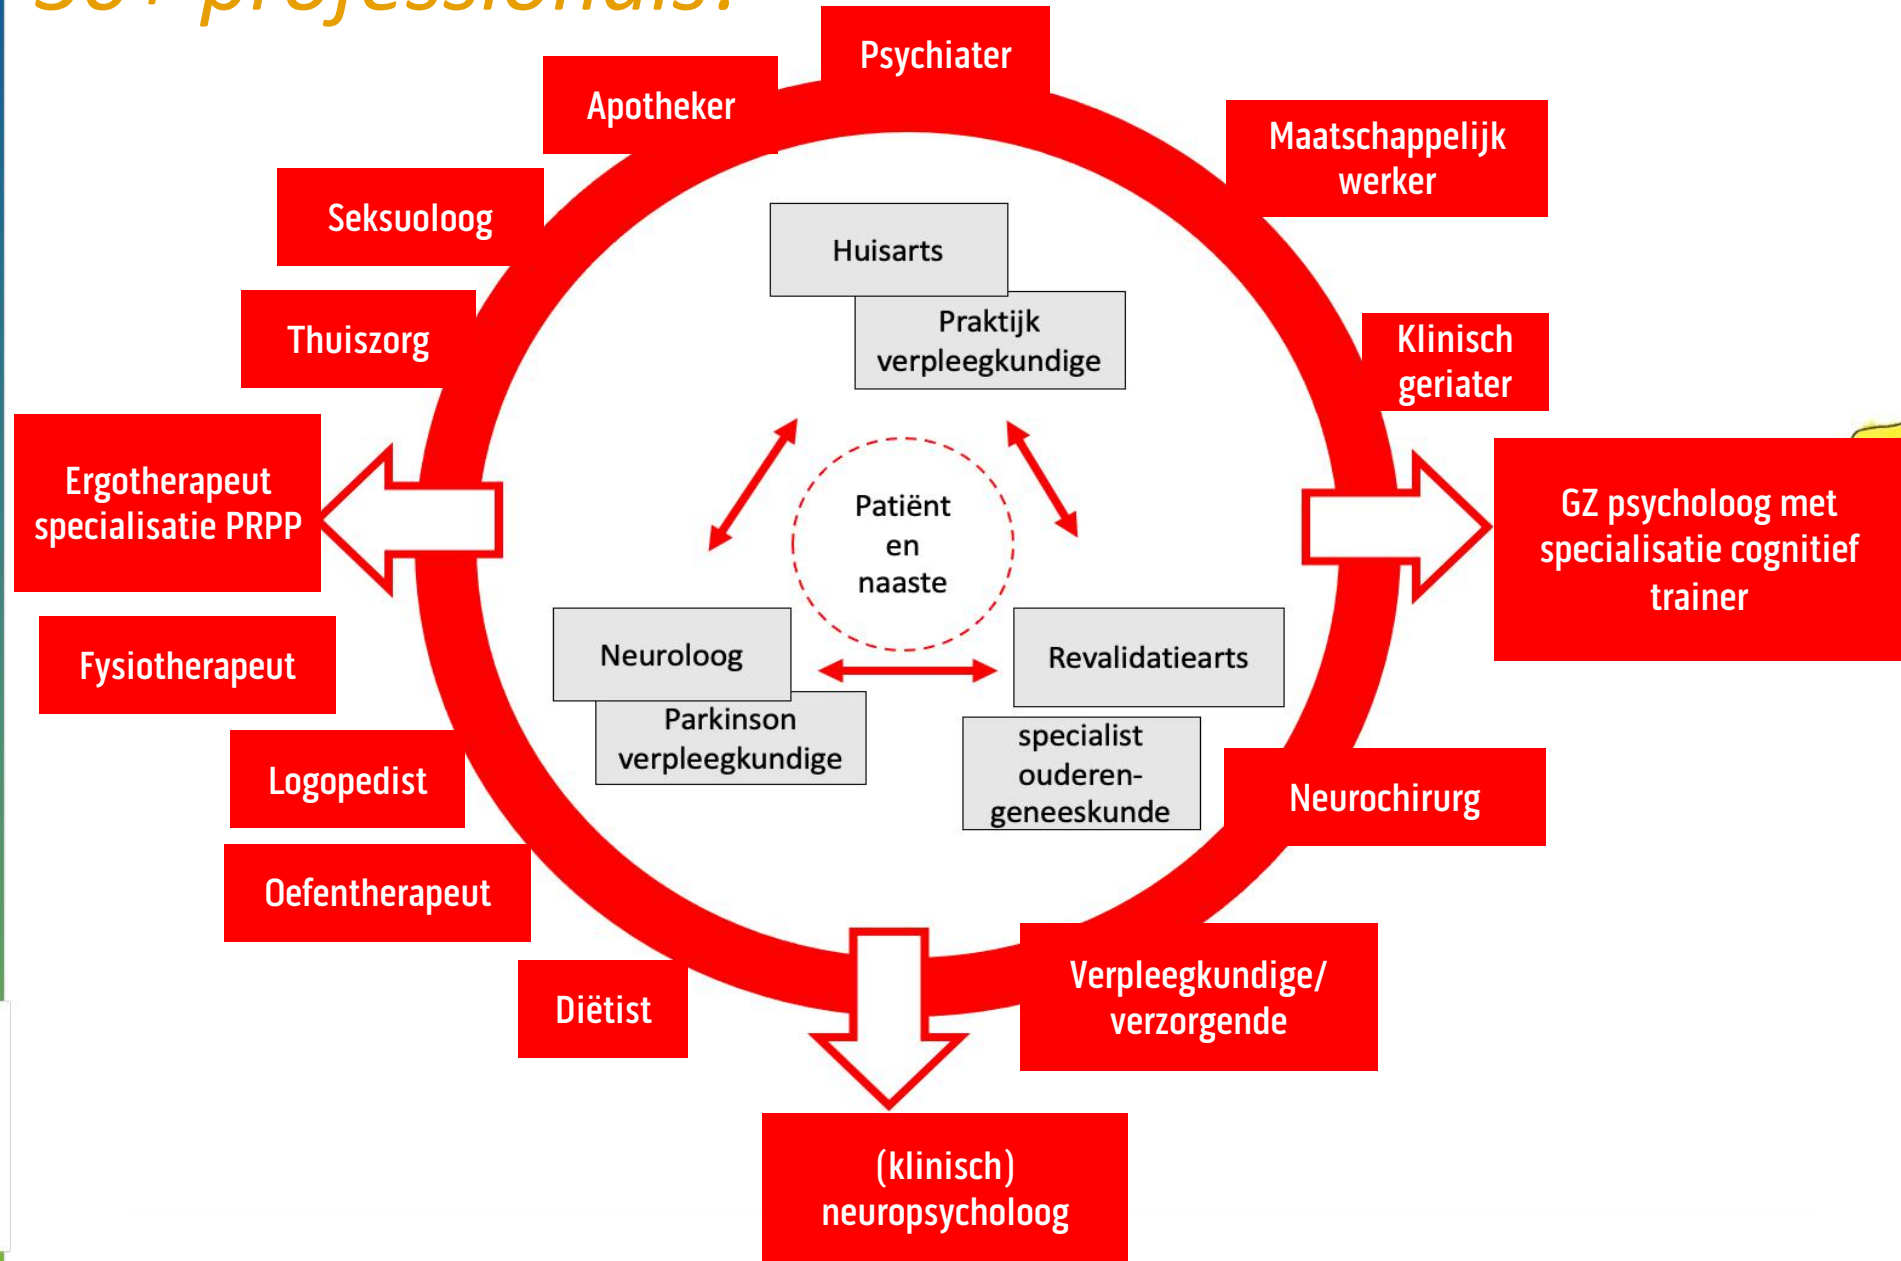 professionals!
Psychiater
Apotheker
Maatschappelijk
werker
Seksuoloog
Huisarts
Thuiszorg
Praktijk
verpleegkundige
Klinisch
geriater
Ergotherapeut
specialisatie PRPP
Patiënt
en
naaste
GZ psycholoog met
specialisatie cognitief
trainer
Fysiotherapeut
Neuroloog
Revalidatiearts
Parkinson
verpleegkundige
specialist
ouderen-
geneeskunde
Logopedist
Neurochirurg
Oefentherapeut
Diëtist
Verpleegkundige/
verzorgende
(klinisch)
neuropsycholoog